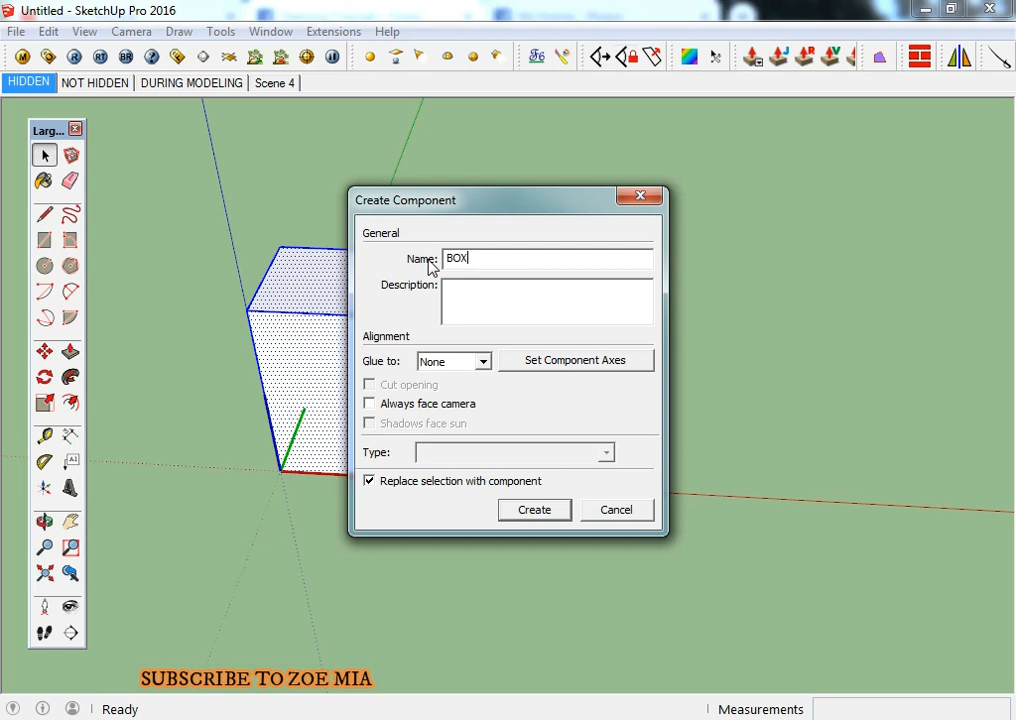 Untitled - SketchUp Pro 2016
File Edit View Camera Draw Tools Window Extensions Help
HIDDEN NOT HIDDEN DURING MODELING Scene 4
Larg...
Create Component
General
Name: BOX
Description:
Alignment
Glue to: None Set Component Axes
Cut opening
Always face camera
Shadows face sun
Type:
Replace selection with component
Create Cancel
SUBSCRIBE TO ZOE MIA
Ready Measurements